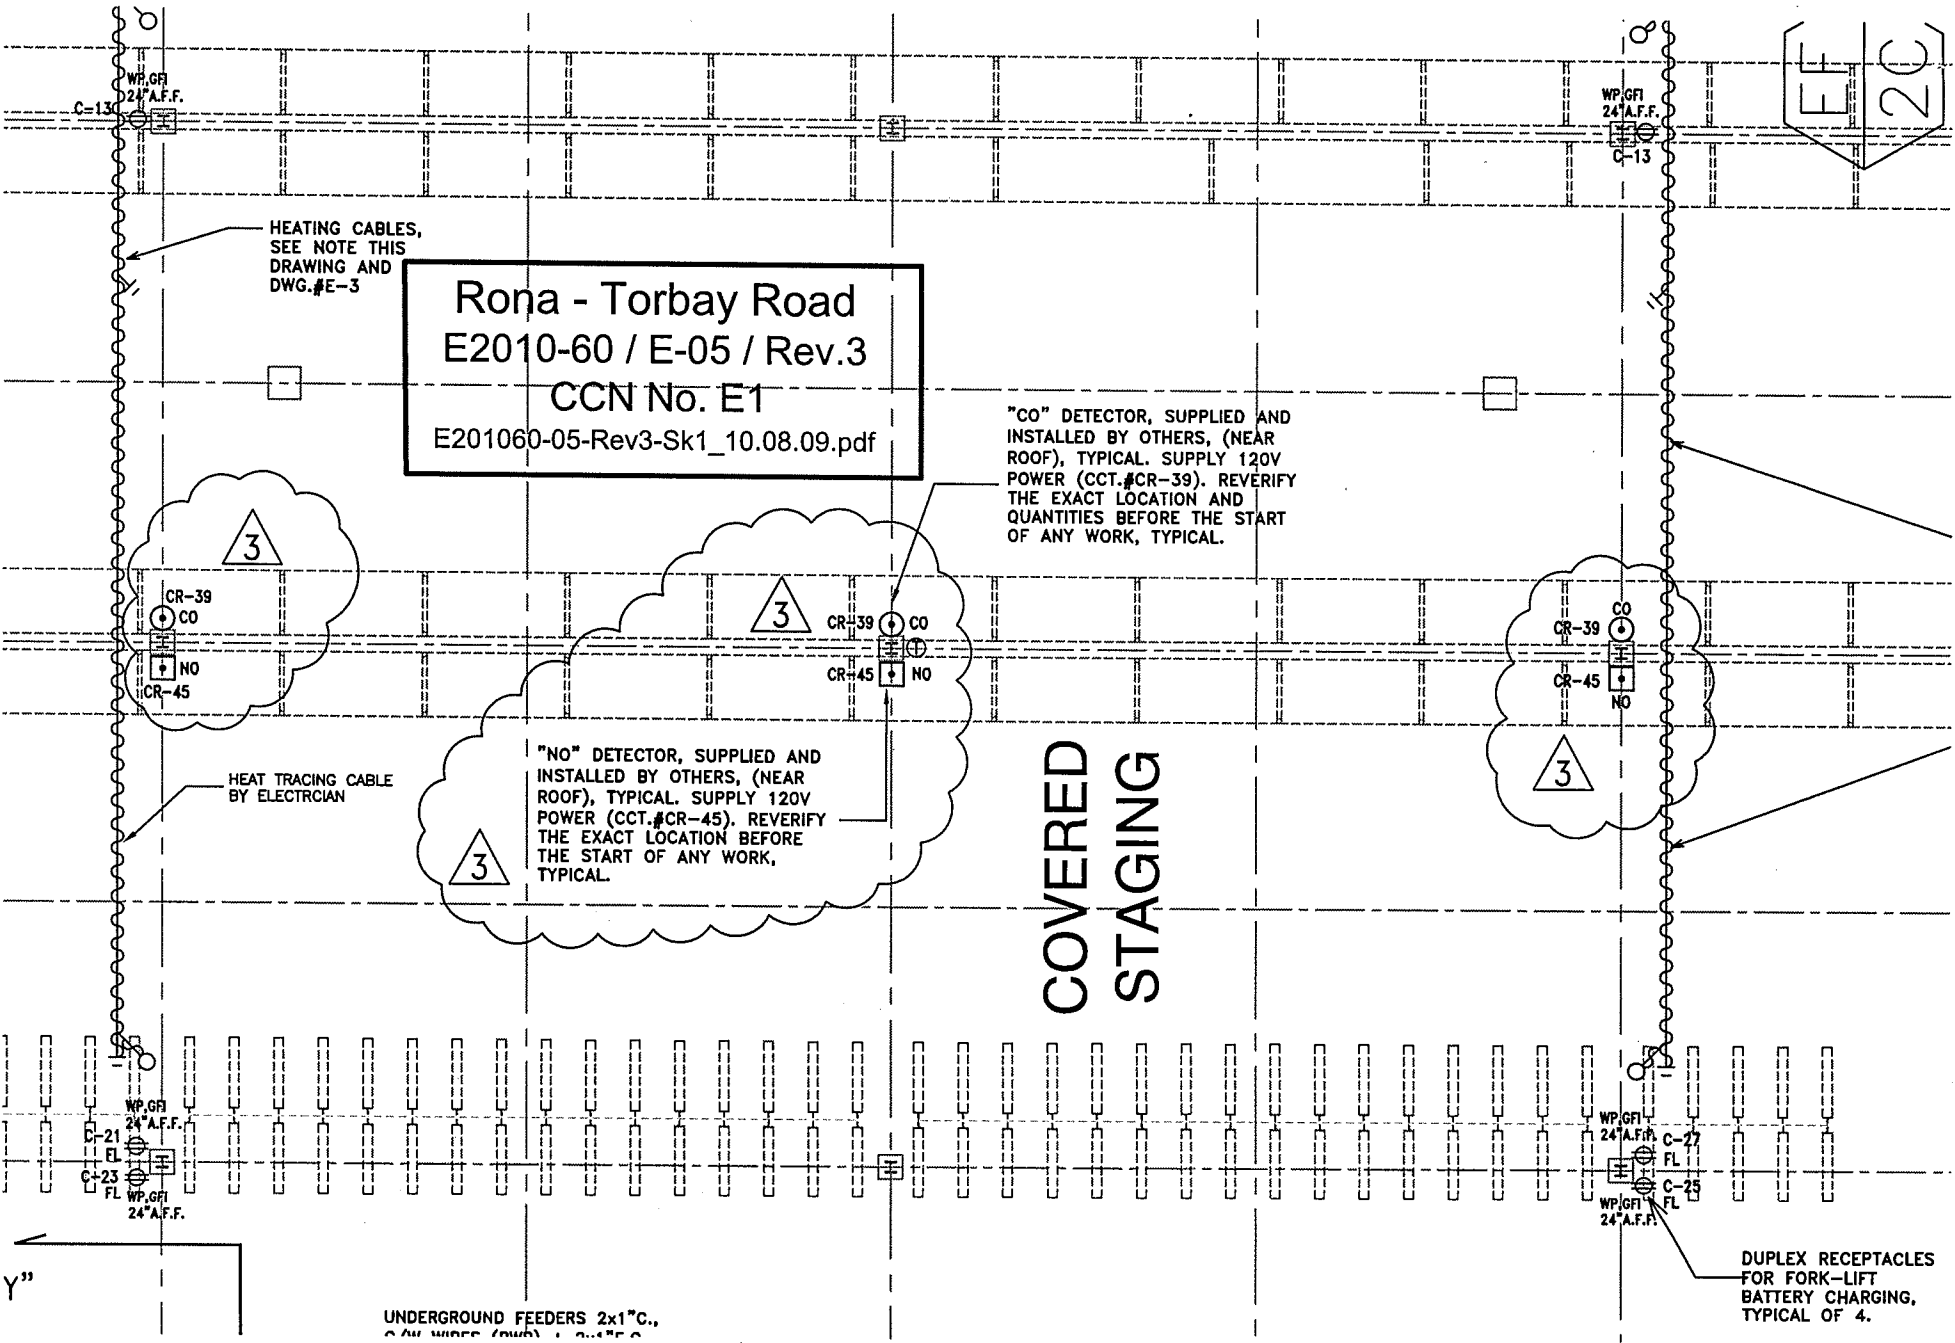 WP,GFI
24"A.F.F.
C-13
WP,GFI
24"A.F.F.
C-13
EF
2C
HEATING CABLES,
SEE NOTE THIS
DRAWING AND
DWG.#E-3
Rona - Torbay Road
E2010-60 / E-05 / Rev.3
CCN No. E1
E201060-05-Rev3-Sk1_10.08.09.pdf
"CO" DETECTOR, SUPPLIED AND
INSTALLED BY OTHERS, (NEAR
ROOF), TYPICAL. SUPPLY 120V
POWER (CCT.#CR-39). REVERIFY
THE EXACT LOCATION AND
QUANTITIES BEFORE THE START
OF ANY WORK, TYPICAL.
3
CR-39
CO
NO
CR-45
3
CR-39
CO
CR-45
NO
CO
CR-39
CR-45
NO
3
"NO" DETECTOR, SUPPLIED AND
INSTALLED BY OTHERS, (NEAR
ROOF), TYPICAL. SUPPLY 120V
POWER (CCT.#CR-45). REVERIFY
THE EXACT LOCATION BEFORE
THE START OF ANY WORK,
TYPICAL.
3
HEAT TRACING CABLE
BY ELECTRCIAN
COVERED
STAGING
WP,GFI
24"A.F.F.
C-21
FL
C-23
FL
WP,GFI
24"A.F.F.
WP,GFI
24"A.F.F.
C-27
FL
C-25
FL
WP,GFI
24"A.F.F.
DUPLEX RECEPTACLES
FOR FORK-LIFT
BATTERY CHARGING,
TYPICAL OF 4.
Y"
UNDERGROUND FEEDERS 2x1"C.,